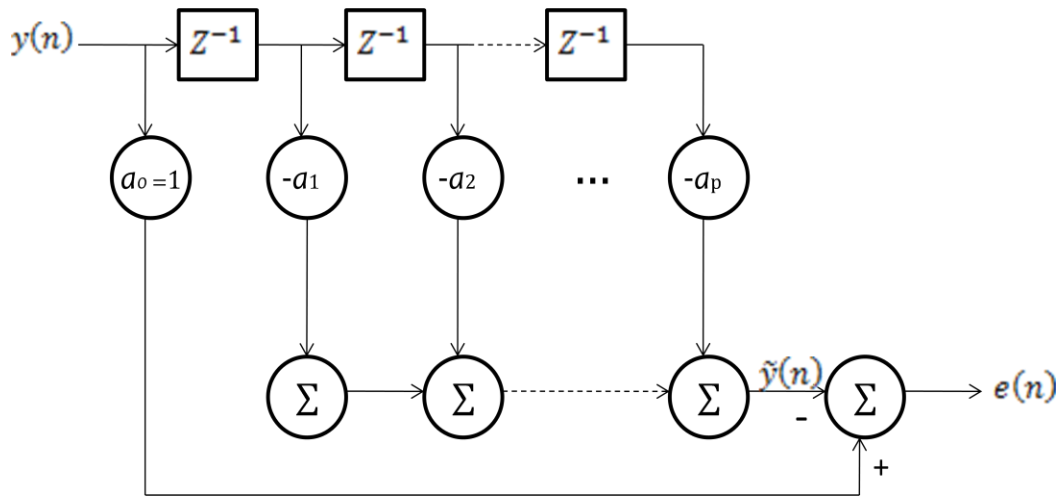 y(n) Z⁻¹ Z⁻¹ Z⁻¹
a₀=1 -a₁ -a₂ ... -aₚ
Σ Σ Σ ỹ(n) - Σ e(n)
+